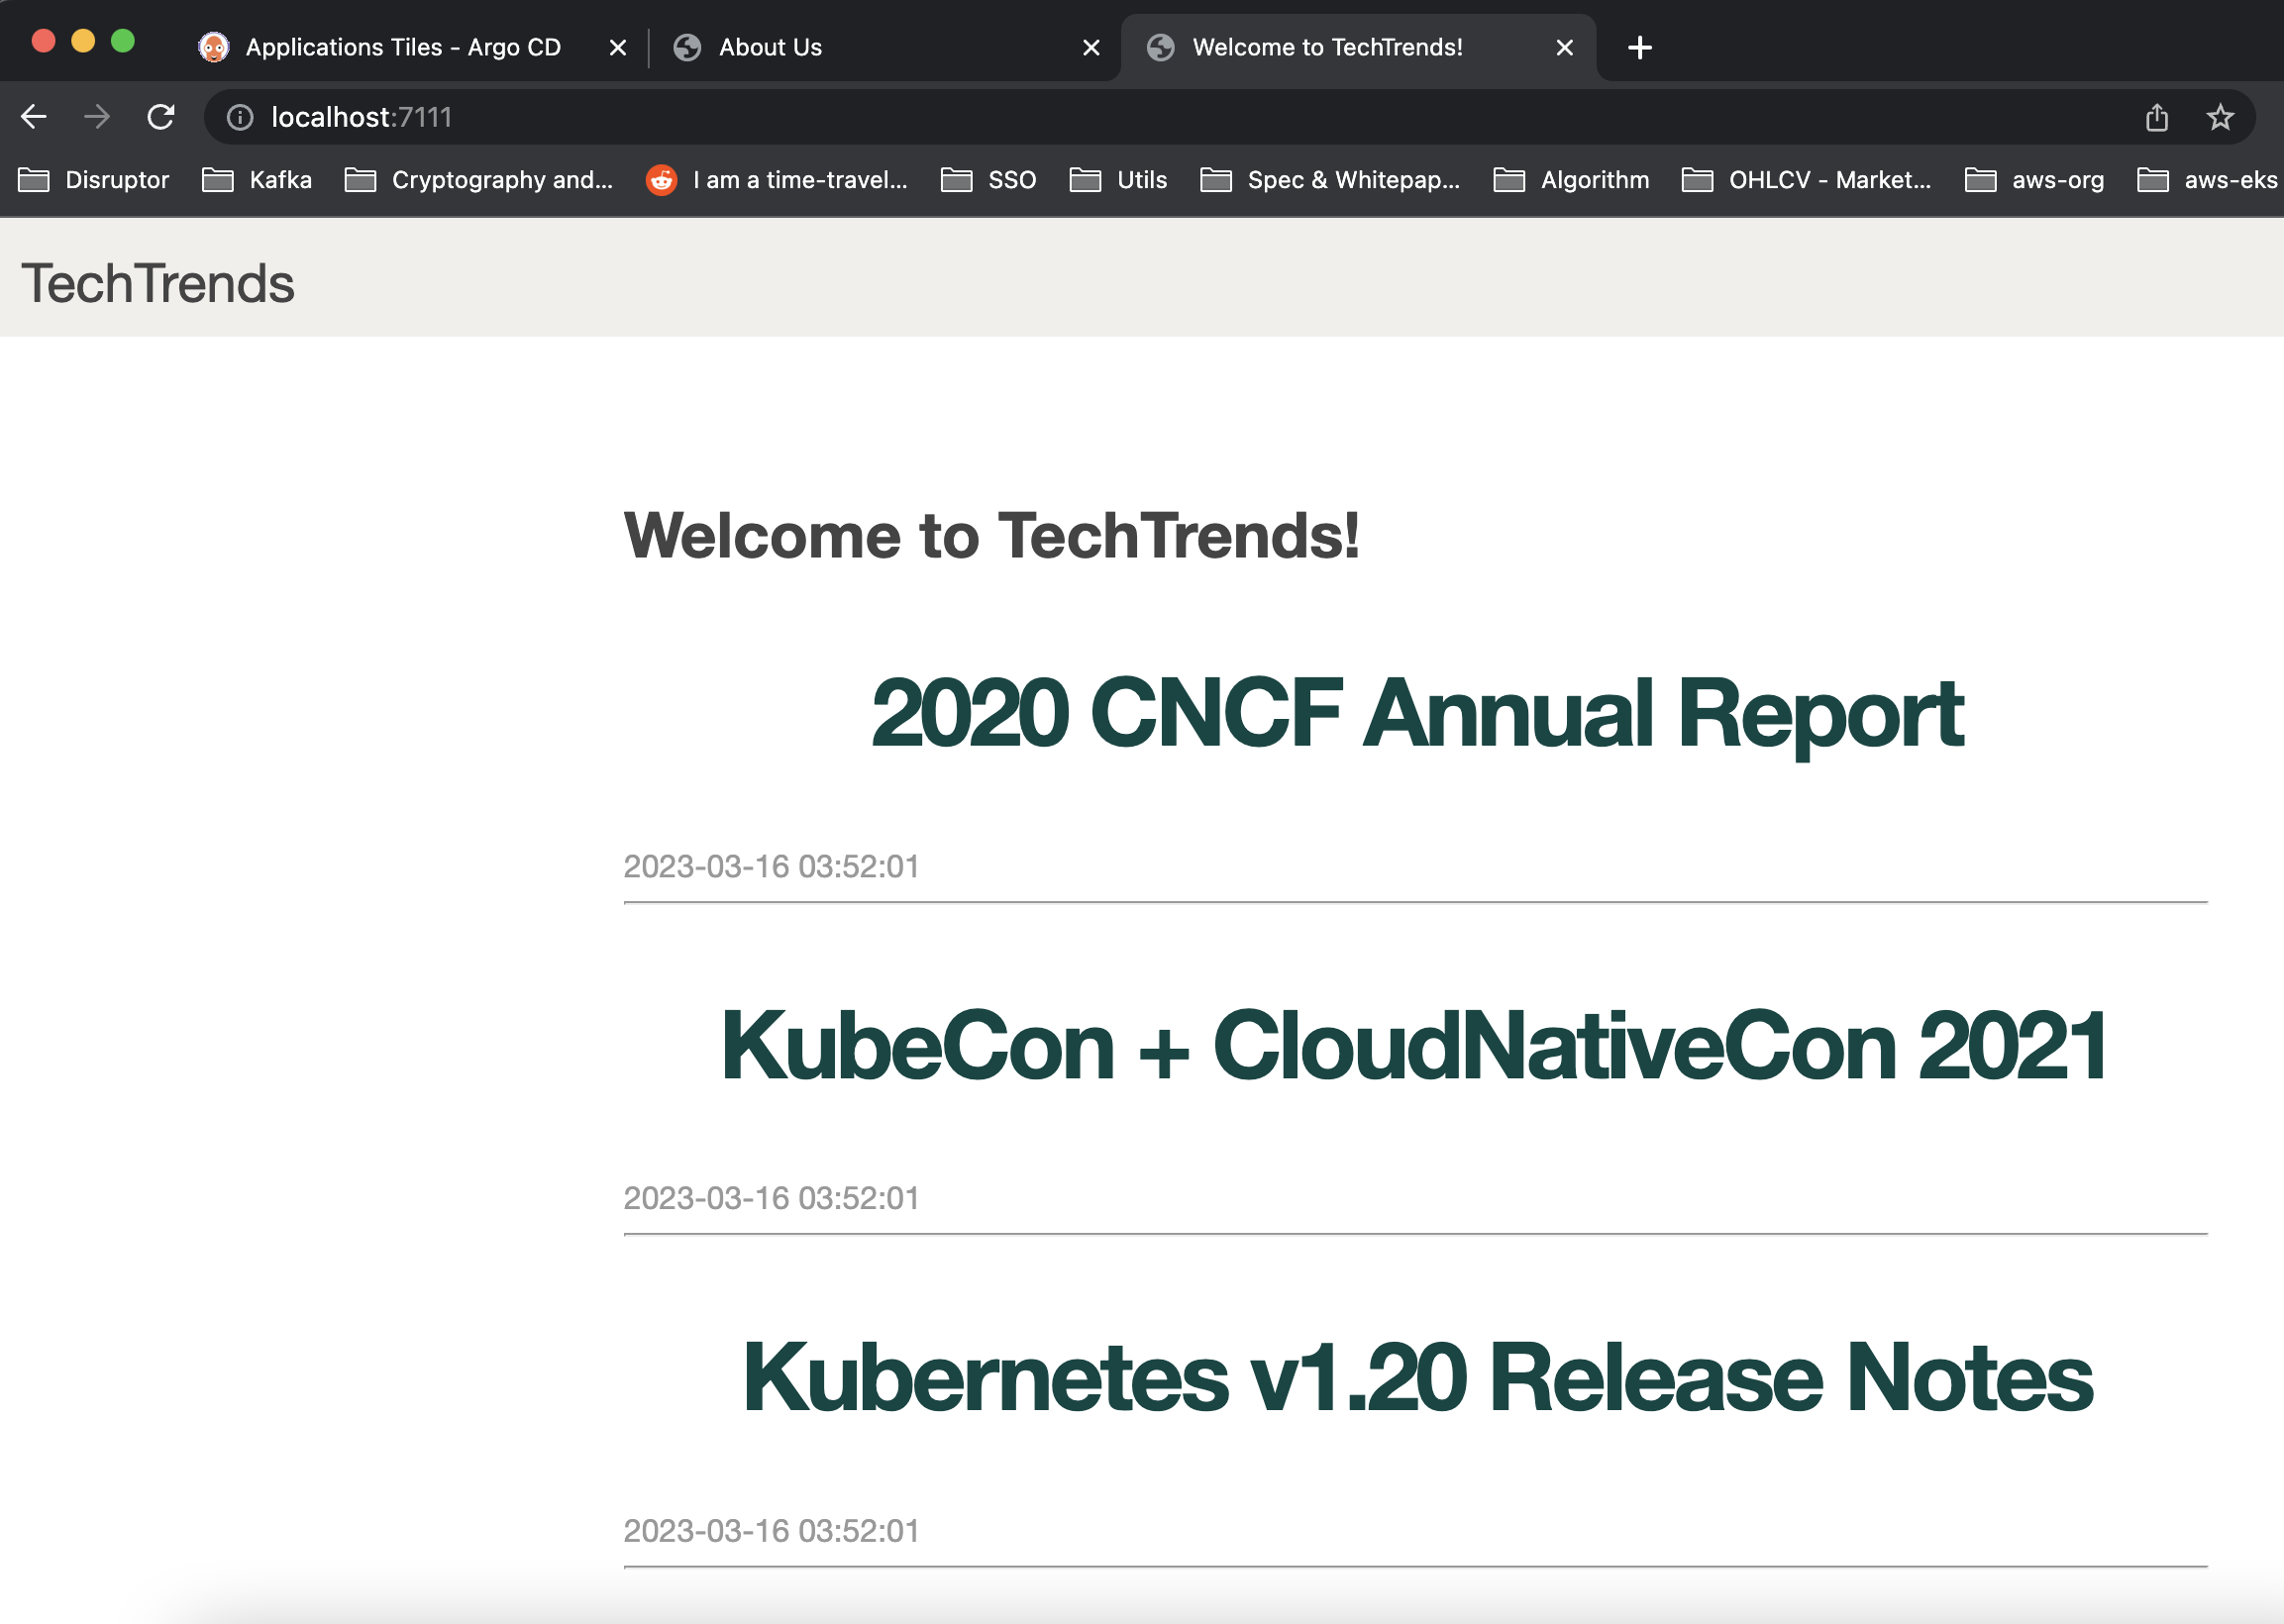 Applications Tiles - Argo CD
About Us
Welcome to TechTrends!
localhost:7111
Disruptor Kafka Cryptography and... I am a time-travel... SSO Utils Spec & Whitepap... Algorithm OHLCV - Market... aws-org aws-eks
TechTrends
Welcome to TechTrends!
2020 CNCF Annual Report
2023-03-16 03:52:01
KubeCon + CloudNativeCon 2021
2023-03-16 03:52:01
Kubernetes v1.20 Release Notes
2023-03-16 03:52:01